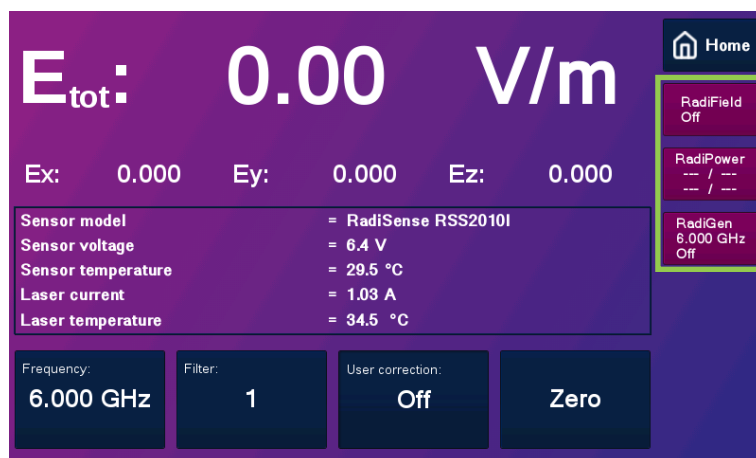 Etot: 0.00 V/m
Home
RadiField
Off
Ex: 0.000 Ey: 0.000 Ez: 0.000
RadiPower
--- / ---
--- / ---
Sensor model = RadiSense RSS2010I
Sensor voltage = 6.4 V
Sensor temperature = 29.5 °C
Laser current = 1.03 A
Laser temperature = 34.5 °C
RadiGen
6.000 GHz
Off
Frequency:
6.000 GHz
Filter:
1
User correction:
Off
Zero